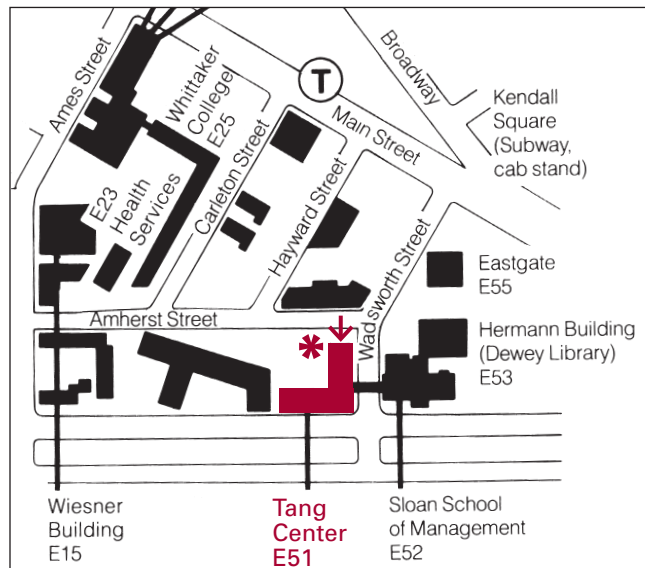 Ames Street
Whittaker
College
E25
T
Broadway
Main Street
Kendall
Square
(Subway,
cab stand)
E23
Health
Services
Carleton Street
Hayward Street
Wadsworth Street
Eastgate
E55
Amherst Street
*
Hermann Building
(Dewey Library)
E53
Wiesner
Building
E15
Tang
Center
E51
Sloan School
of Management
E52